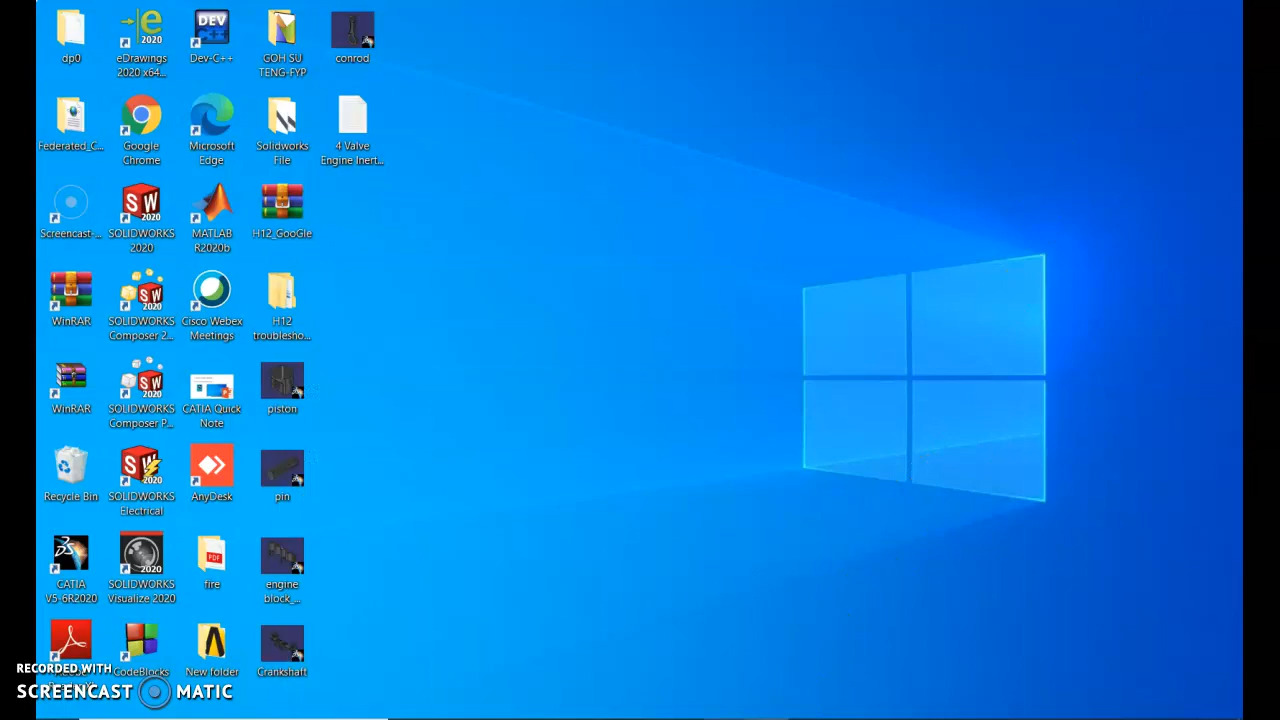 dp0
eDrawings
2020 x64...
Dev-C++
GOH SU
TENG-FYP
conrod
Federated_C...
Google
Chrome
Microsoft
Edge
Solidworks
File
4 Valve
Engine Inert...
Screencast-...
SOLIDWORKS
2020
MATLAB
R2020b
H12_GooGle
WinRAR
SOLIDWORKS
Composer 2...
Cisco Webex
Meetings
H12
troublesho...
WinRAR
SOLIDWORKS
Composer P...
CATIA Quick
Note
piston
Recycle Bin
SOLIDWORKS
Electrical
AnyDesk
pin
CATIA
V5-6R2020
SOLIDWORKS
Visualize 2020
fire
engine
block_...
CodeBlocks
New folder
Crankshaft
RECORDED WITH
SCREENCAST MATIC